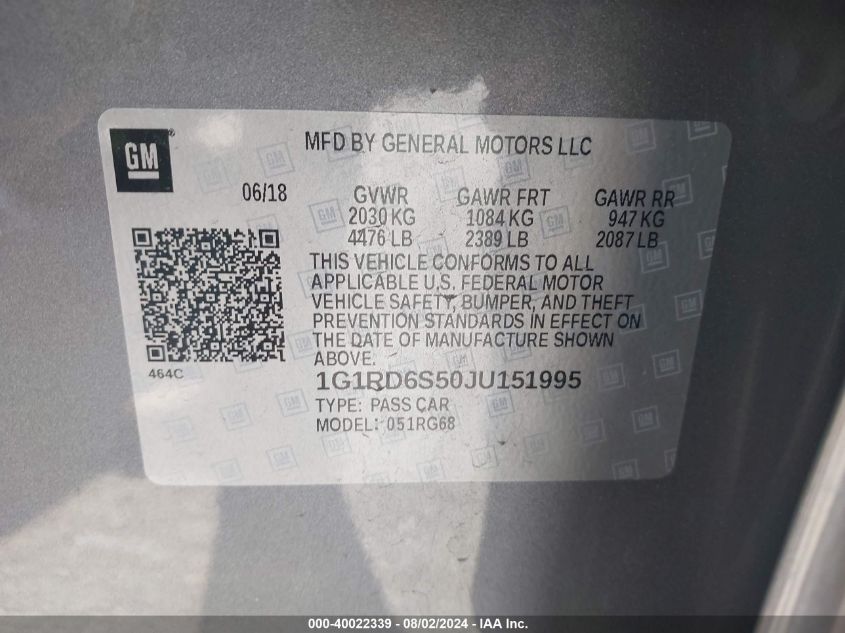 GM
MFD BY GENERAL MOTORS LLC
06/18
GVWR GAWR FRT GAWR RR
2030 KG 1084 KG 947 KG
4476 LB 2389 LB 2087 LB
THIS VEHICLE CONFORMS TO ALL
APPLICABLE U.S. FEDERAL MOTOR
VEHICLE SAFETY, BUMPER, AND THEFT
PREVENTION STANDARDS IN EFFECT ON
THE DATE OF MANUFACTURE SHOWN
ABOVE.
464C
1G1RD6S50JU151995
TYPE: PASS CAR
MODEL: 051RG68
000-40022339 - 08/02/2024 - IAA Inc.